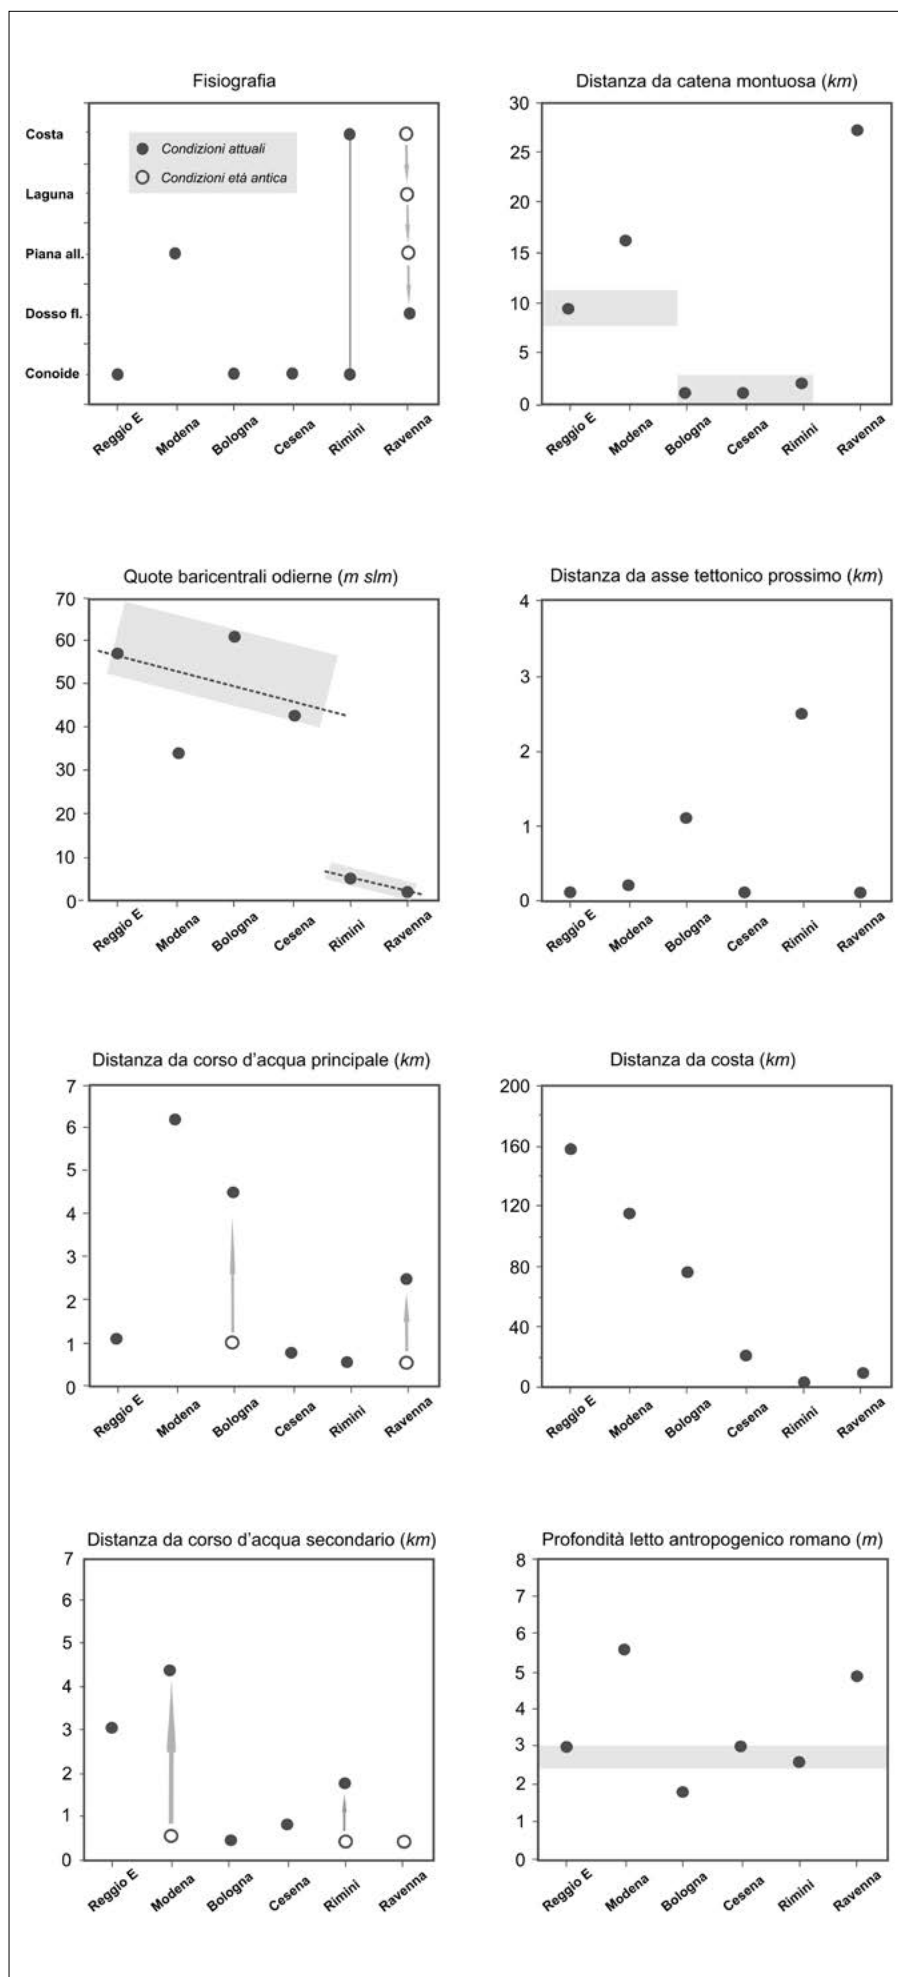 Fisiografia
Costa
Laguna
Piana all.
Dosso fl.
Conoide
Condizioni attuali
Condizioni etá antica
Reggio E
Modena
Bologna
Cesena
Rimini
Ravenna
Distanza da catena montuosa (km)
30
25
20
15
10
5
0
Reggio E
Modena
Bologna
Cesena
Rimini
Ravenna
Quote baricentrali odierne (m slm)
70
60
50
40
30
20
10
0
Reggio E
Modena
Bologna
Cesena
Rimini
Ravenna
Distanza da asse tettonico prossimo (km)
4
3
2
1
0
Reggio E
Modena
Bologna
Cesena
Rimini
Ravenna
Distanza da corso d'acqua principale (km)
7
6
5
4
3
2
1
0
Reggio E
Modena
Bologna
Cesena
Rimini
Ravenna
Distanza da costa (km)
200
160
120
80
40
0
Reggio E
Modena
Bologna
Cesena
Rimini
Ravenna
Distanza da corso d'acqua secondario (km)
7
6
5
4
3
2
1
0
Reggio E
Modena
Bologna
Cesena
Rimini
Ravenna
Profondità letto antropogenico romano (m)
8
7
6
5
4
3
2
1
0
Reggio E
Modena
Bologna
Cesena
Rimini
Ravenna